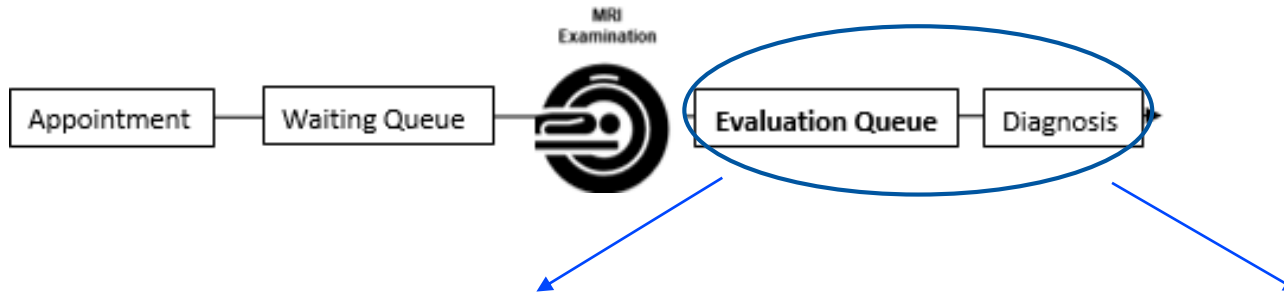 MRI
Examination
Appointment
Waiting Queue
Evaluation Queue
Diagnosis